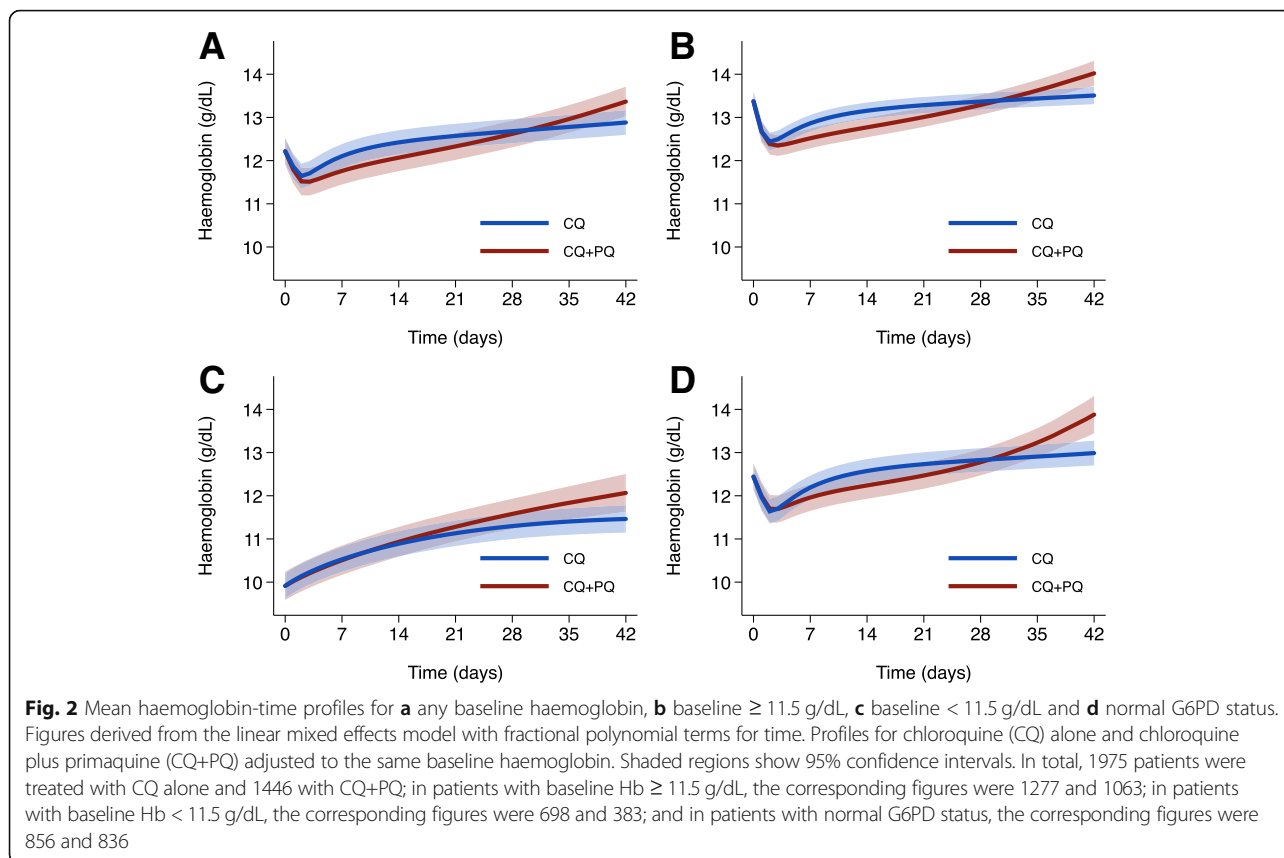 A
Haemoglobin (g/dL)
14
13
12
11
10
CQ
CQ+PQ
0 7 14 21 28 35 42
Time (days)
B
Haemoglobin (g/dL)
14
13
12
11
10
CQ
CQ+PQ
0 7 14 21 28 35 42
Time (days)
C
Haemoglobin (g/dL)
14
13
12
11
10
CQ
CQ+PQ
0 7 14 21 28 35 42
Time (days)
D
Haemoglobin (g/dL)
14
13
12
11
10
CQ
CQ+PQ
0 7 14 21 28 35 42
Time (days)
Fig. 2 Mean haemoglobin-time profiles for a any baseline haemoglobin, b baseline ≥ 11.5 g/dL, c baseline < 11.5 g/dL and d normal G6PD status.
Figures derived from the linear mixed effects model with fractional polynomial terms for time. Profiles for chloroquine (CQ) alone and chloroquine
plus primaquine (CQ+PQ) adjusted to the same baseline haemoglobin. Shaded regions show 95% confidence intervals. In total, 1975 patients were
treated with CQ alone and 1446 with CQ+PQ; in patients with baseline Hb ≥ 11.5 g/dL, the corresponding figures were 1277 and 1063; in patients
with baseline Hb < 11.5 g/dL, the corresponding figures were 698 and 383; and in patients with normal G6PD status, the corresponding figures were
856 and 836